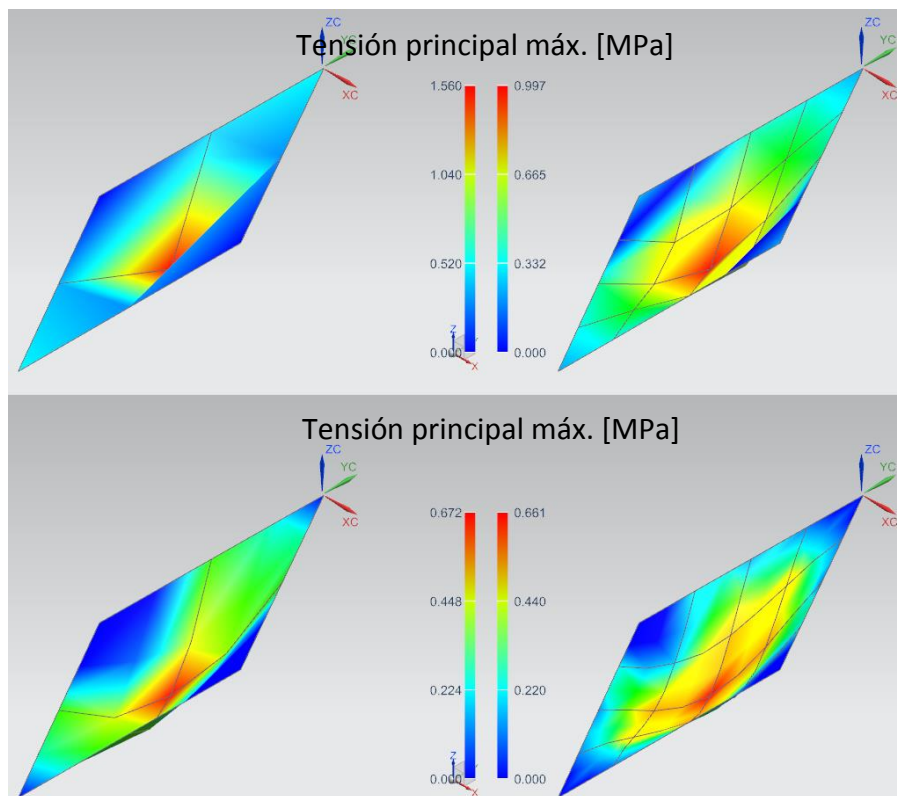 Tensión principal máx. [MPa]
ZC
YC
XC
ZC
YC
XC
1.560
0.997
1.040
0.665
0.520
0.332
0.000
0.000
Z
X
Tensión principal máx. [MPa]
ZC
YC
XC
ZC
YC
XC
0.672
0.661
0.448
0.440
0.224
0.220
0.000
0.000
Z
X